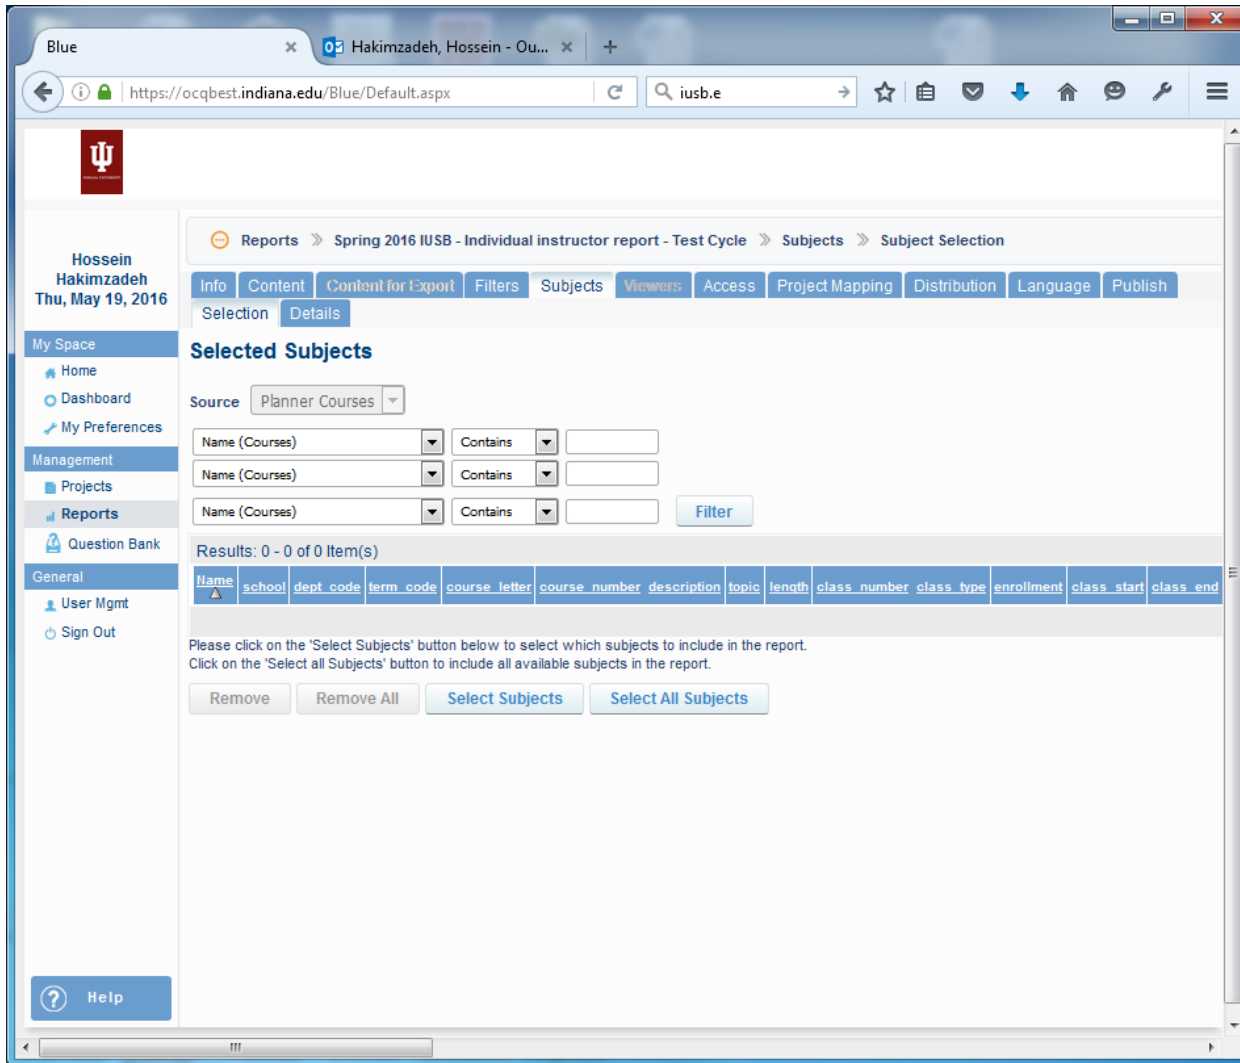 Blue
Hakimzadeh, Hossein - Ou...
https://ocqbest.indiana.edu/Blue/Default.aspx
iusb.e
Hossein
Hakimzadeh
Thu, May 19, 2016
My Space
Home
Dashboard
My Preferences
Management
Projects
Reports
Question Bank
General
User Mgmt
Sign Out
Help
Reports » Spring 2016 IUSB - Individual instructor report - Test Cycle » Subjects » Subject Selection
Info Content Content for Export Filters Subjects Viewers Access Project Mapping Distribution Language Publish
Selection Details
Selected Subjects
Source Planner Courses
Name (Courses) Contains
Name (Courses) Contains
Name (Courses) Contains Filter
Results: 0 - 0 of 0 Item(s)
Name school dept_code term_code course_letter course_number description topic length class_number class_type enrollment class_start class_end
Please click on the 'Select Subjects' button below to select which subjects to include in the report.
Click on the 'Select all Subjects' button to include all available subjects in the report.
Remove Remove All Select Subjects Select All Subjects